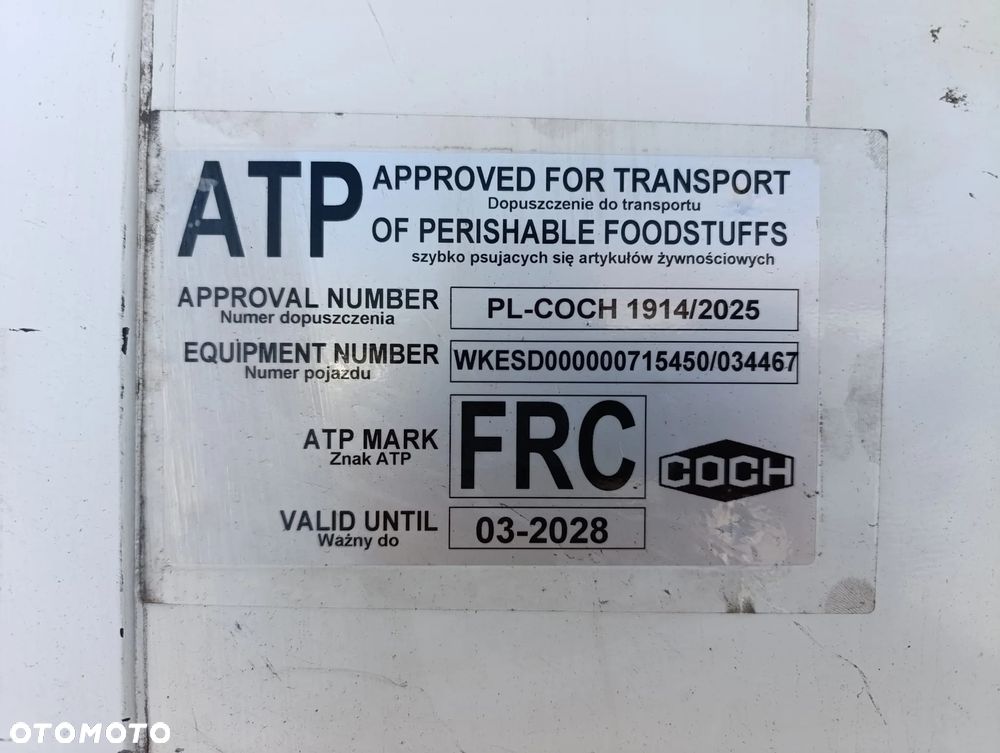 ATP
APPROVED FOR TRANSPORT
Dopuszczenie do transportu
OF PERISHABLE FOODSTUFFS
szybko psujacych się artykułów żywnościowych
APPROVAL NUMBER
Numer dopuszczenia
PL-COCH 1914/2025
EQUIPMENT NUMBER
Numer pojazdu
WKESD000000715450/034467
ATP MARK
Znak ATP
FRC
COCH
VALID UNTIL
Ważny do
03-2028
OTOMOTO